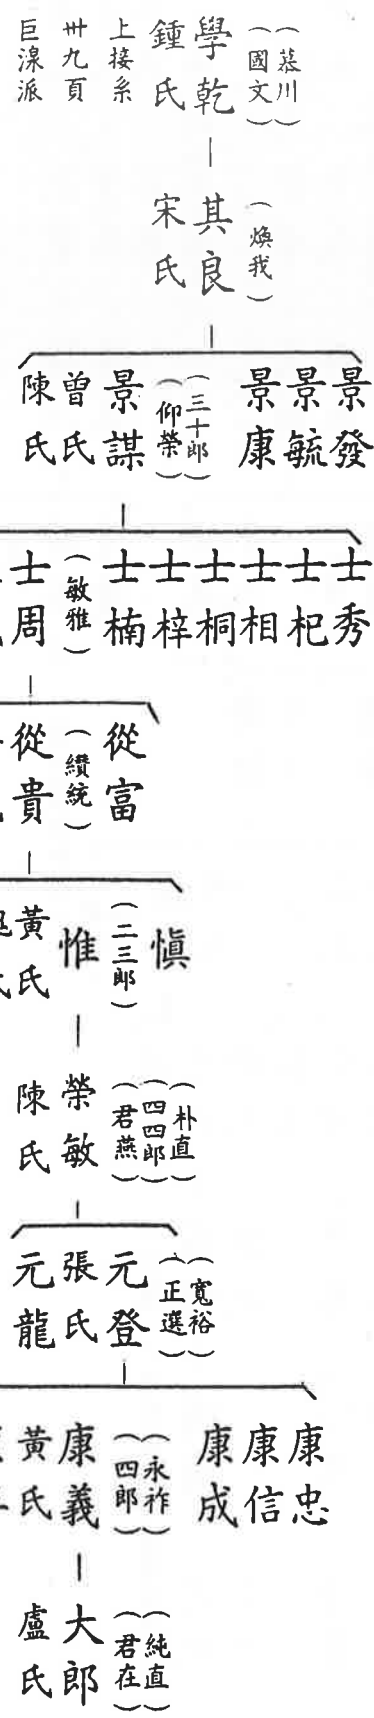 （慕川）
（國文）
學乾
鍾氏
上接系
卅九頁
巨湶派
（煥我）
其良
宋氏
景發
景毓
景康
（三十郎）
（仰榮）
景謀
曾氏
陳氏
士秀
士杞
士相
士桐
士梓
士楠
（敏雅）
士周
從富
（纘統）
從貴
愼
（二三郎）
惟
黃氏
（朴直）
（四四郎）
（君燕）
榮敏
陳氏
（寬裕）
（正選）
元登
張氏
元龍
康忠
康信
康成
（永祚）
（四郎）
康義
黃氏
（純直）
（君在）
大郎
盧氏